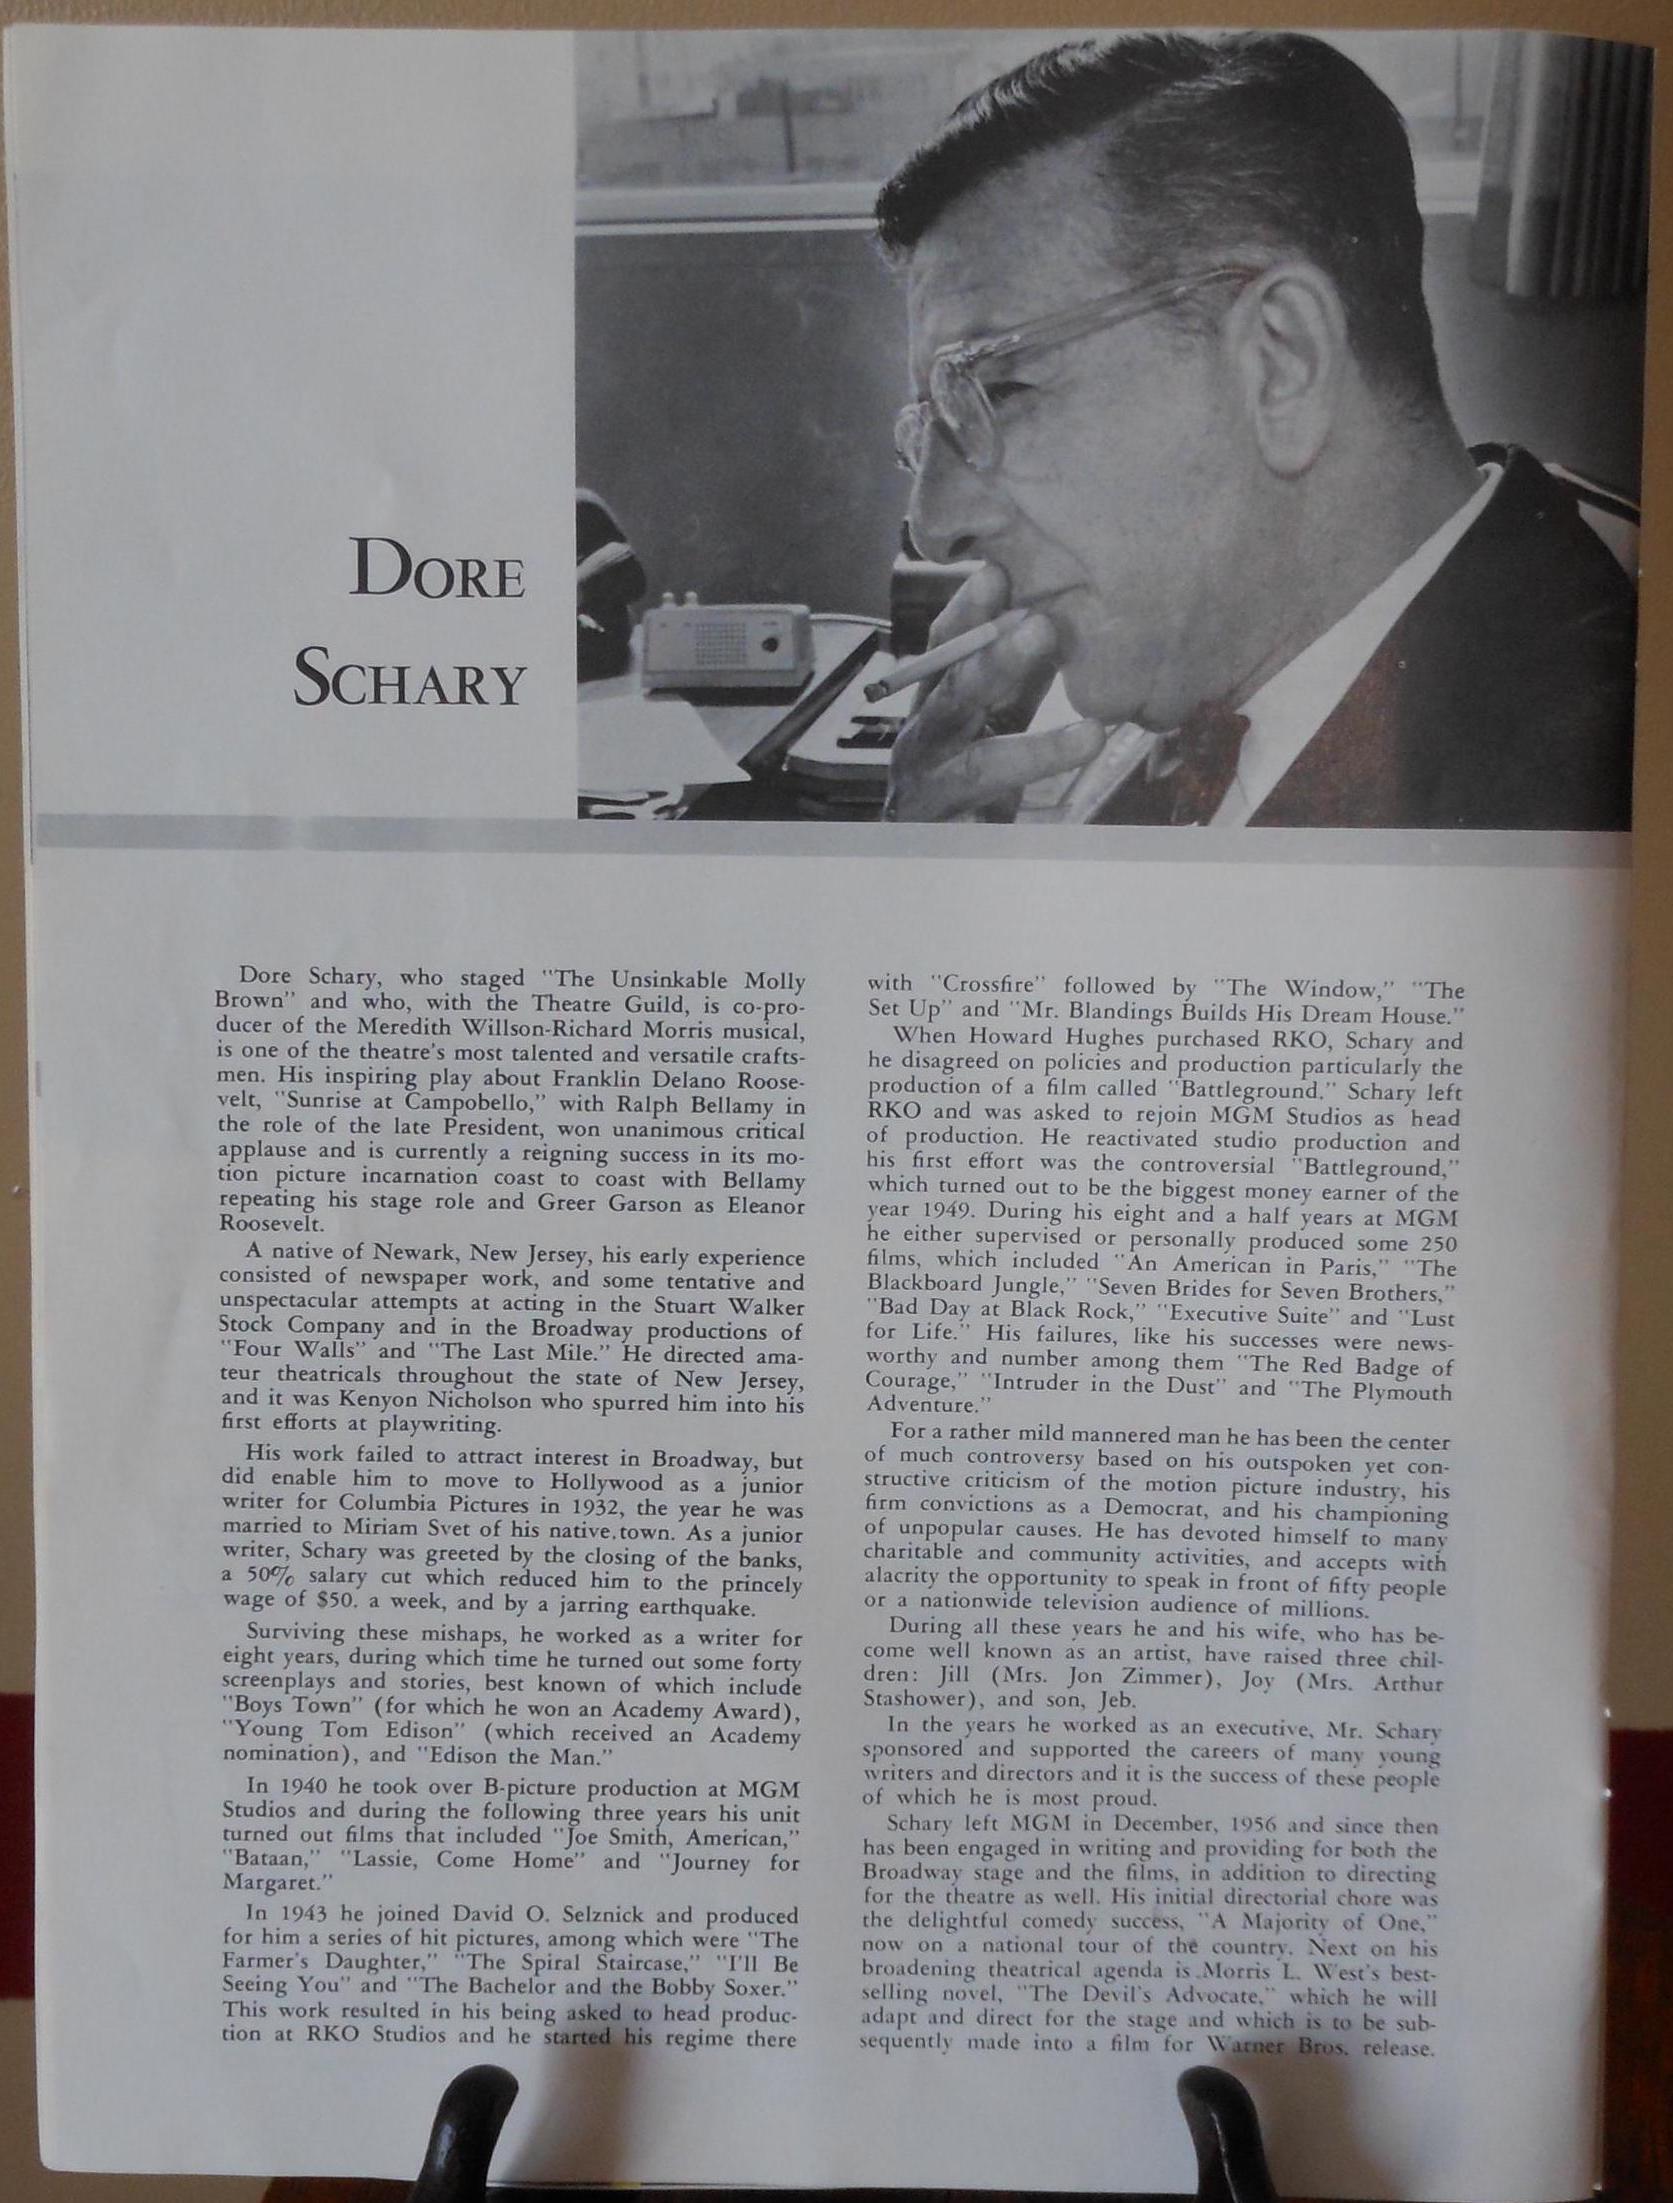 DORE
SCHARY
Dore Schary, who staged "The Unsinkable Molly
Brown" and who, with the Theatre Guild, is co-pro-
ducer of the Meredith Willson-Richard Morris musical,
is one of the theatre's most talented and versatile crafts-
men. His inspiring play about Franklin Delano Roose-
velt, "Sunrise at Campobello," with Ralph Bellamy in
the role of the late President, won unanimous critical
applause and is currently a reigning success in its mo-
tion picture incarnation coast to coast with Bellamy
repeating his stage role and Greer Garson as Eleanor
Roosevelt.
A native of Newark, New Jersey, his early experience
consisted of newspaper work, and some tentative and
unspectacular attempts at acting in the Stuart Walker
Stock Company and in the Broadway productions of
"Four Walls" and "The Last Mile." He directed ama-
teur theatricals throughout the state of New Jersey,
and it was Kenyon Nicholson who spurred him into his
first efforts at playwriting.
His work failed to attract interest in Broadway, but
did enable him to move to Hollywood as a junior
writer for Columbia Pictures in 1932, the year he was
married to Miriam Svet of his native town. As a junior
writer, Schary was greeted by the closing of the banks,
a 50% salary cut which reduced him to the princely
wage of $50. a week, and by a jarring earthquake.
Surviving these mishaps, he worked as a writer for
eight years, during which time he turned out some forty
screenplays and stories, best known of which include
"Boys Town" (for which he won an Academy Award),
"Young Tom Edison" (which received an Academy
nomination), and "Edison the Man."
In 1940 he took over B-picture production at MGM
Studios and during the following three years his unit
turned out films that included "Joe Smith, American,"
"Bataan," "Lassie, Come Home" and "Journey for
Margaret."
In 1943 he joined David O. Selznick and produced
for him a series of hit pictures, among which were "The
Farmer's Daughter," "The Spiral Staircase," "I'll Be
Seeing You" and "The Bachelor and the Bobby Soxer."
This work resulted in his being asked to head produc-
tion at RKO Studios and he started his regime there
with "Crossfire" followed by "The Window," "The
Set Up" and "Mr. Blandings Builds His Dream House."
When Howard Hughes purchased RKO, Schary and
he disagreed on policies and production particularly the
production of a film called "Battleground." Schary left
RKO and was asked to rejoin MGM Studios as head
of production. He reactivated studio production and
his first effort was the controversial "Battleground,"
which turned out to be the biggest money earner of the
year 1949. During his eight and a half years at MGM
he either supervised or personally produced some 250
films, which included "An American in Paris," "The
Blackboard Jungle," "Seven Brides for Seven Brothers,"
"Bad Day at Black Rock," "Executive Suite" and "Lust
for Life." His failures, like his successes were news-
worthy and number among them "The Red Badge of
Courage," "Intruder in the Dust" and "The Plymouth
Adventure."
For a rather mild mannered man he has been the center
of much controversy based on his outspoken yet con-
structive criticism of the motion picture industry, his
firm convictions as a Democrat, and his championing
of unpopular causes. He has devoted himself to many
charitable and community activities, and accepts with
alacrity the opportunity to speak in front of fifty people
or a nationwide television audience of millions.
During all these years he and his wife, who has be-
come well known as an artist, have raised three chil-
dren: Jill (Mrs. Jon Zimmer), Joy (Mrs. Arthur
Stashower), and son, Jeb.
In the years he worked as an executive, Mr. Schary
sponsored and supported the careers of many young
writers and directors and it is the success of these people
of which he is most proud.
Schary left MGM in December, 1956 and since then
has been engaged in writing and providing for both the
Broadway stage and the films, in addition to directing
for the theatre as well. His initial directorial chore was
the delightful comedy success, "A Majority of One,"
now on a national tour of the country. Next on his
broadening theatrical agenda is Morris L. West's best-
selling novel, "The Devil's Advocate," which he will
adapt and direct for the stage and which is to be sub-
sequently made into a film for Warner Bros. release.